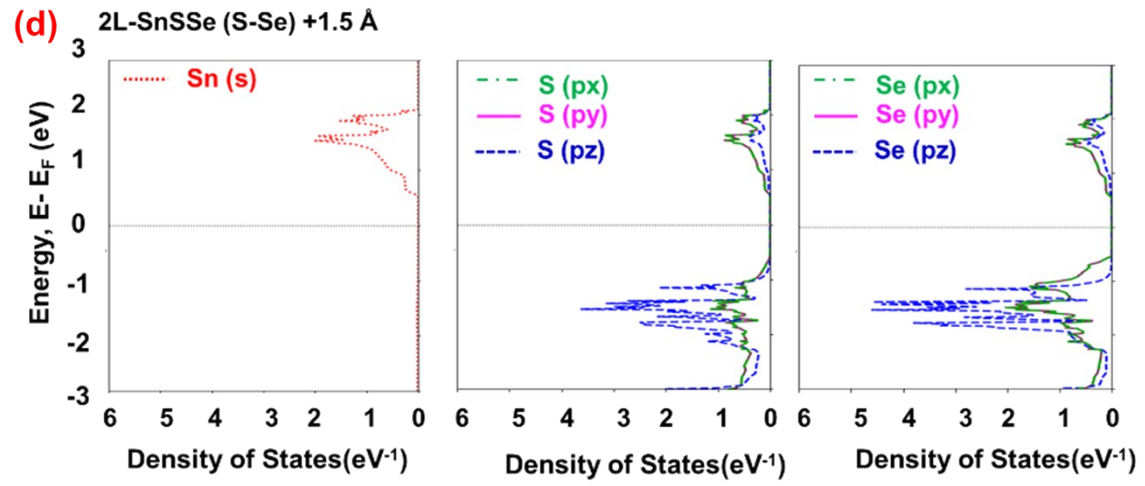 (d) 2L-SnSSe (S-Se) +1.5 Å
Energy, E- E_F (eV)
3
2
1
0
-1
-2
-3
Sn (s)
6 5 4 3 2 1 0
Density of States(eV⁻¹)
S (px)
S (py)
S (pz)
6 5 4 3 2 1 0
Density of States(eV⁻¹)
Se (px)
Se (py)
Se (pz)
6 5 4 3 2 1 0
Density of States(eV⁻¹)